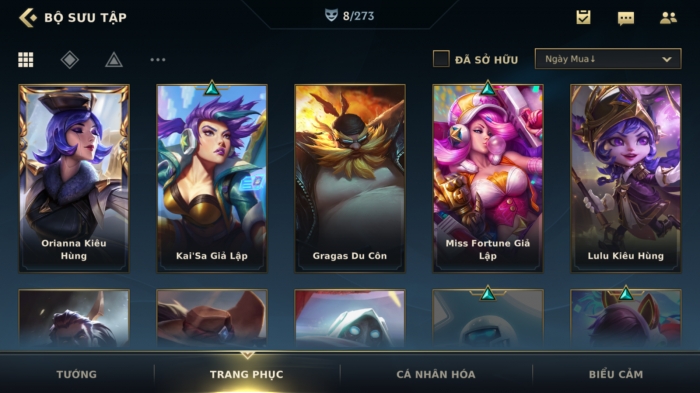 BỘ SƯU TẬP
8/273
ĐÃ SỞ HỮU
Ngày Mua↓
Orianna Kiêu
Hùng
Kai'Sa Giả Lập
Gragas Du Côn
Miss Fortune Giả
Lập
Lulu Kiêu Hùng
TƯỚNG
TRANG PHỤC
CÁ NHÂN HÓA
BIỂU CẢM